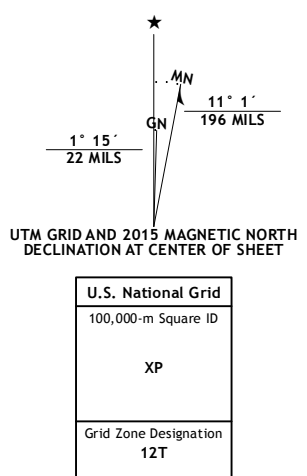 ★
MN
11° 1´
196 MILS
GN
1° 15´
22 MILS
UTM GRID AND 2015 MAGNETIC NORTH
DECLINATION AT CENTER OF SHEET
U.S. National Grid
100,000-m Square ID
XP
Grid Zone Designation
12T